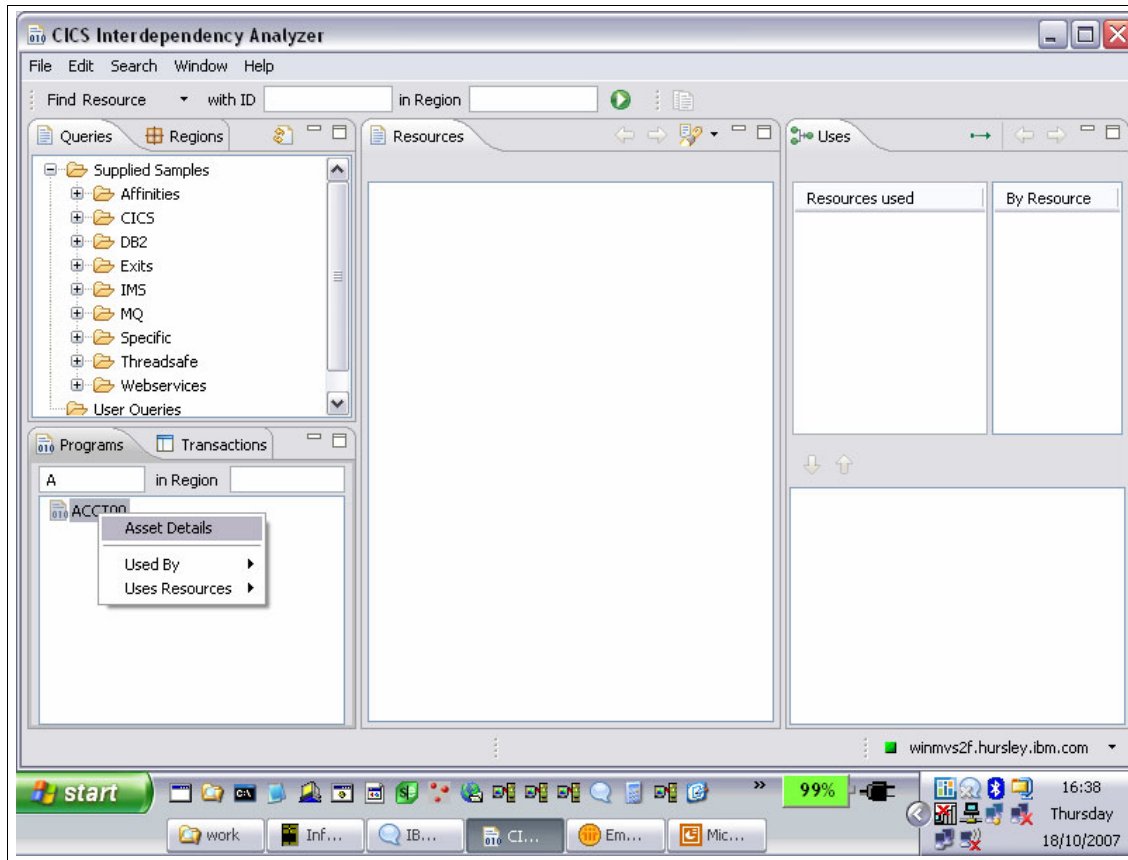 CICS Interdependency Analyzer
File Edit Search Window Help
Find Resource with ID in Region
Queries Regions
Supplied Samples
Affinities
CICS
DB2
Exits
IMS
MQ
Specific
Threadsafe
Webservices
User Queries
Programs Transactions
A in Region
ACCT00
Asset Details
Used By
Uses Resources
Resources
Uses
Resources used By Resource
winmvs2f.hursley.ibm.com
start
99%
16:38
Thursday
18/10/2007
work Inf... IB... CI... Em... Mic...